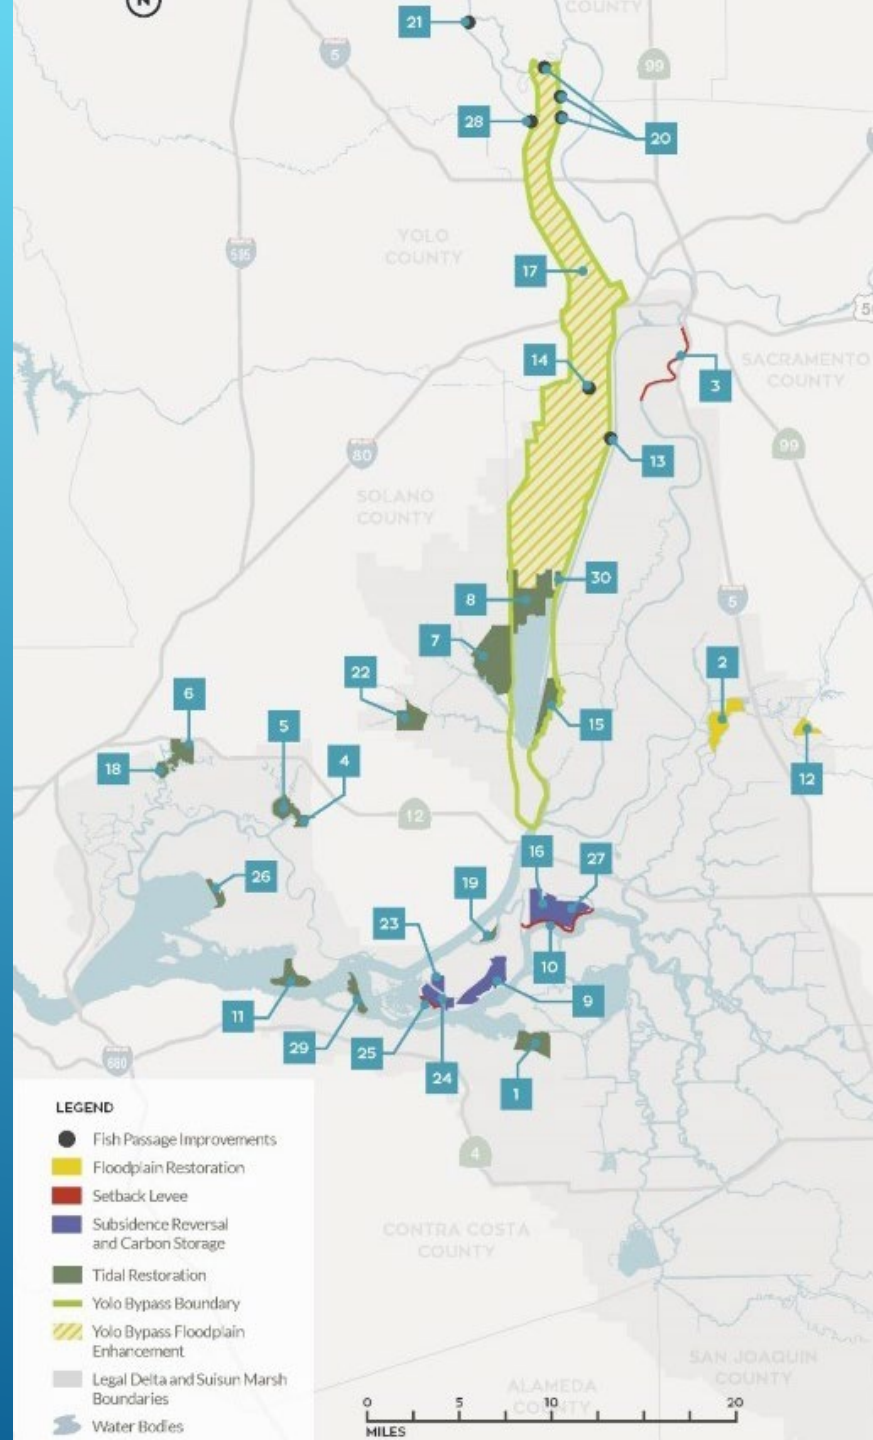 N
COUNTY
21
5
99
28
20
YOLO
COUNTY
505
17
50
14
SACRAMENTO
COUNTY
3
99
13
80
SOLANO
COUNTY
30
8
5
7
2
22
6
5
15
18
4
12
12
16
27
26
19
23
10
11
9
29
25
24
680
1
LEGEND
Fish Passage Improvements
Floodplain Restoration
Setback Levee
Subsidence Reversal
and Carbon Storage
Tidal Restoration
Yolo Bypass Boundary
Yolo Bypass Floodplain
Enhancement
Legal Delta and Suisun Marsh
Boundaries
Water Bodies
4
CONTRA COSTA
COUNTY
SAN JOAQUIN
COUNTY
ALAMEDA
COUNTY
0 5 10 20
MILES